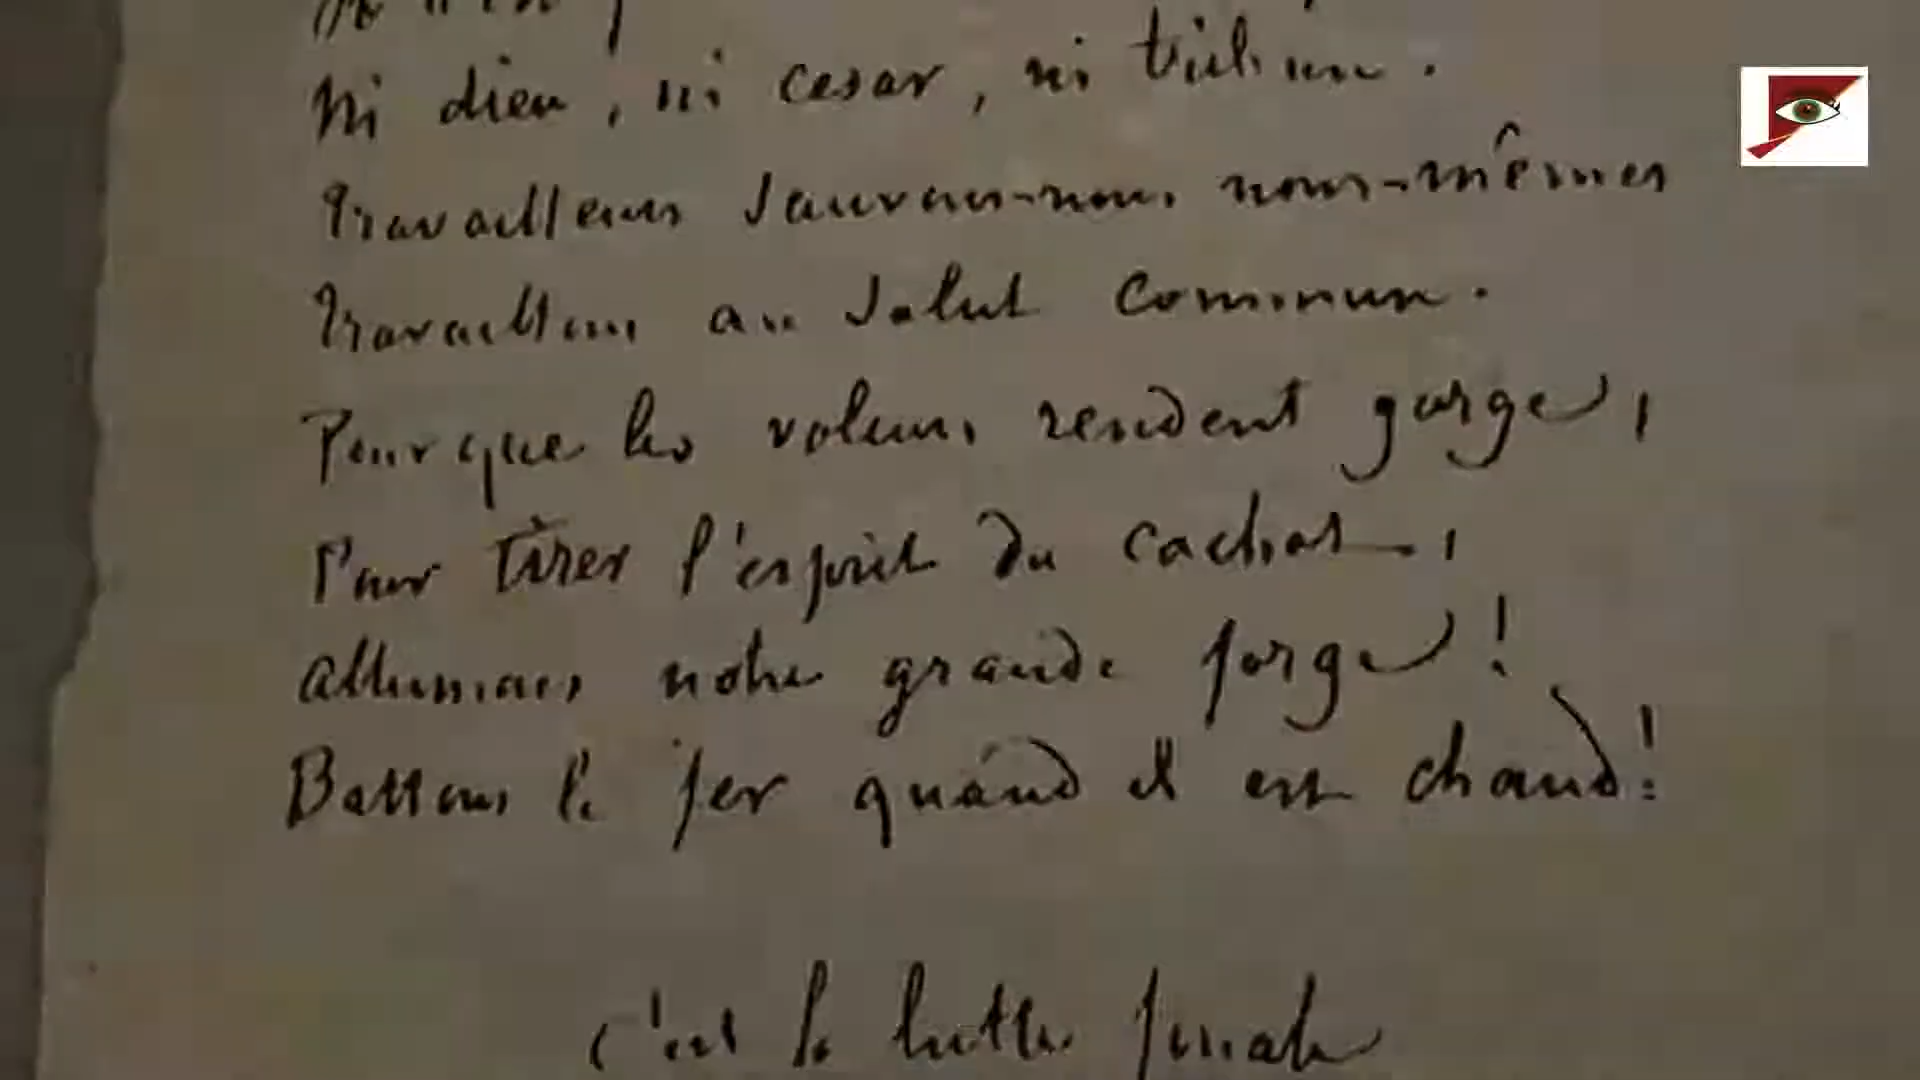 Ni dieu, ni cesar, ni tribun.
Travailleurs sauvons-nous nous-mêmes
Travaillons au salut commun.
Pour que les voleurs rendent gorge,
Pour tirer l'esprit du cachot,
allumons notre grande forge!
Battons le fer quand il est chaud!
c'est la lutte finale